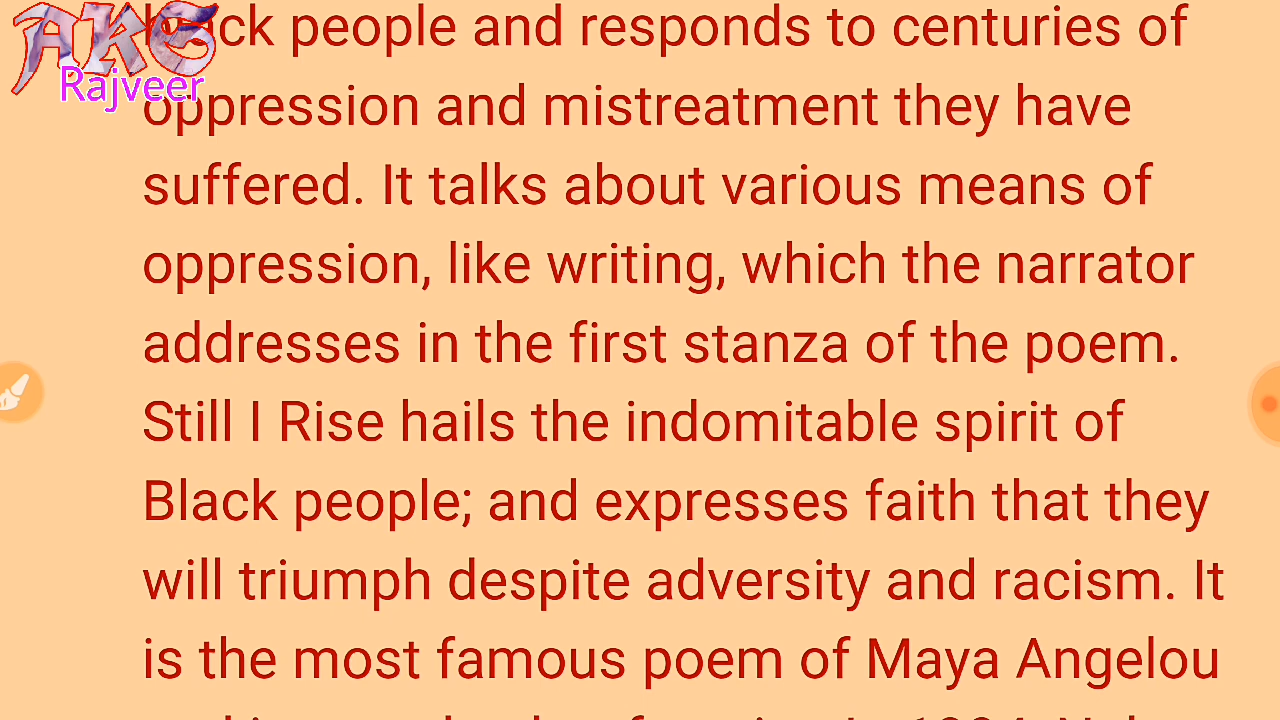 AKS
Rajveer
black people and responds to centuries of
oppression and mistreatment they have
suffered. It talks about various means of
oppression, like writing, which the narrator
addresses in the first stanza of the poem.
Still I Rise hails the indomitable spirit of
Black people; and expresses faith that they
will triumph despite adversity and racism. It
is the most famous poem of Maya Angelou